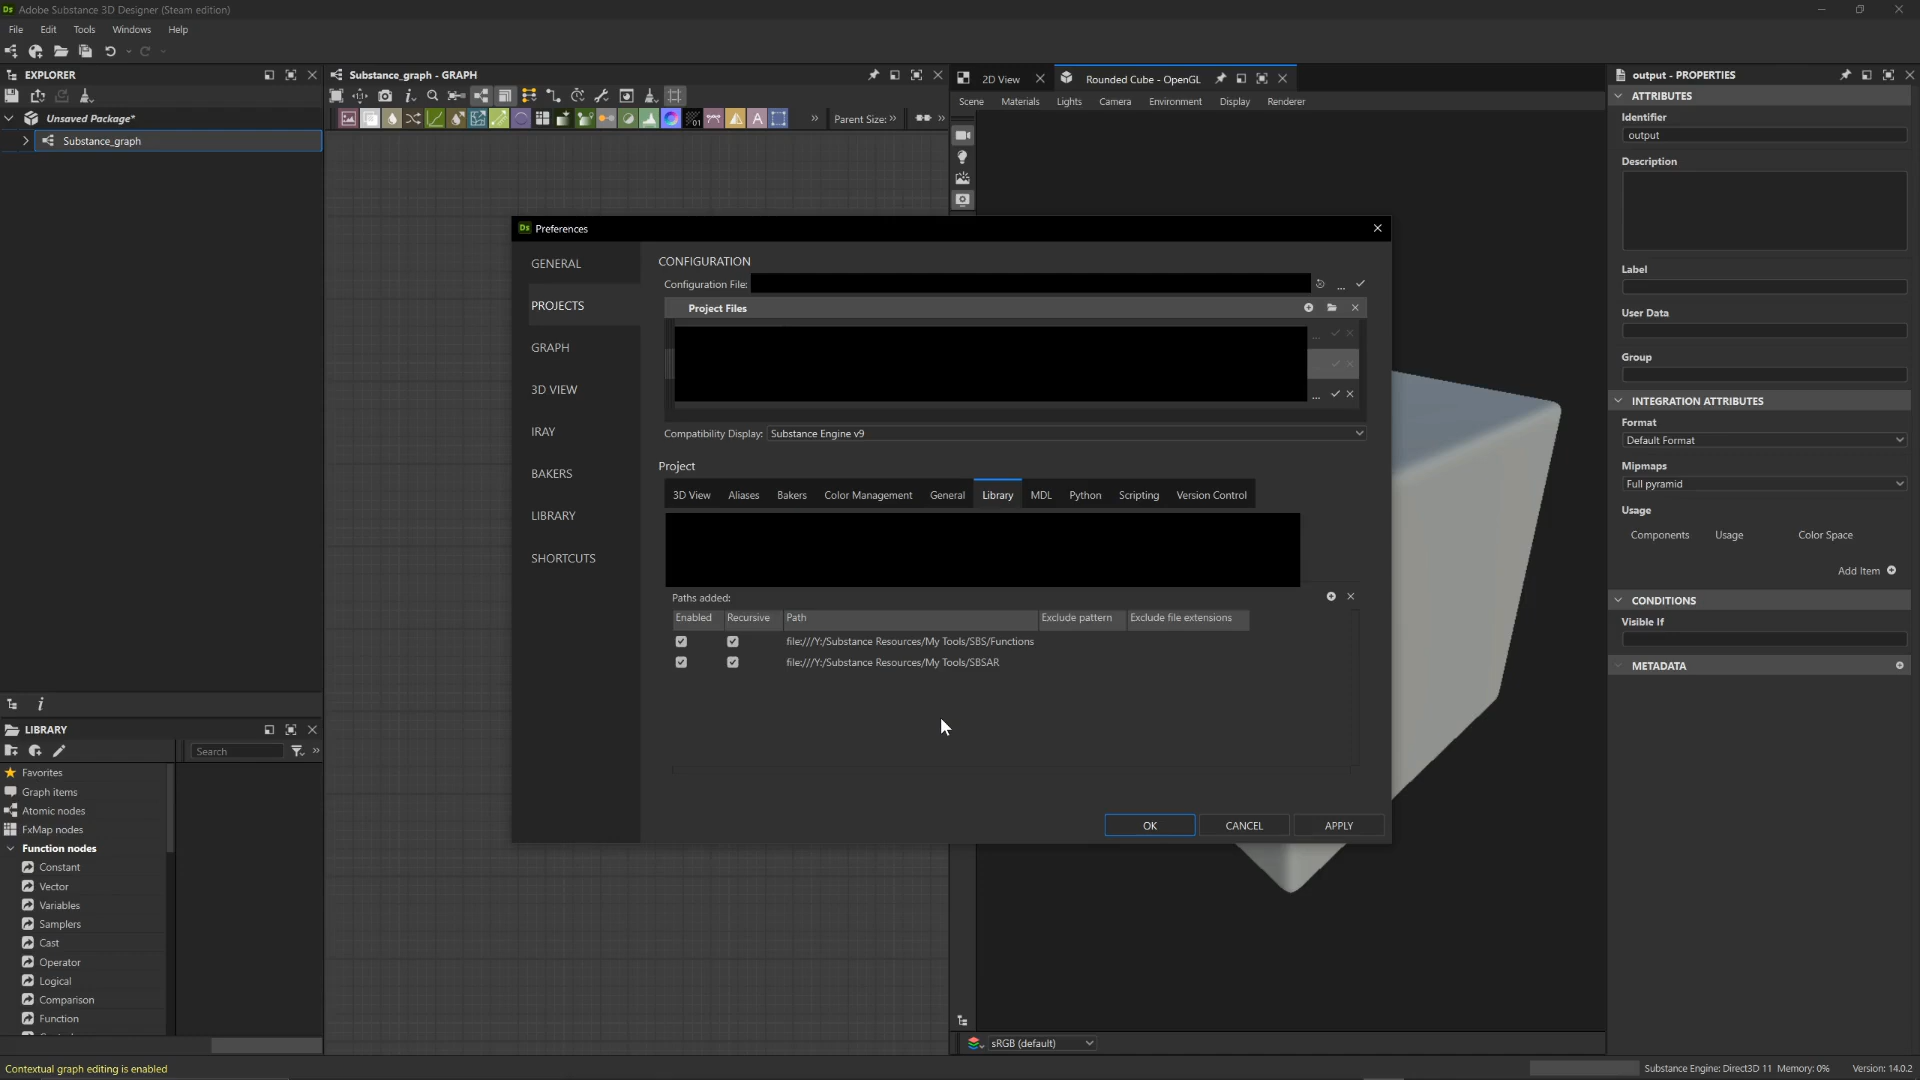 Ds Adobe Substance 3D Designer (Steam edition)
File Edit Tools Windows Help
EXPLORER
Unsaved Package*
Substance_graph
Substance_graph - GRAPH
Parent Size: »
2D View
Rounded Cube - OpenGL
Scene Materials Lights Camera Environment Display Renderer
output - PROPERTIES
ATTRIBUTES
Identifier
output
Description
Label
User Data
Group
INTEGRATION ATTRIBUTES
Format
Default Format
Mipmaps
Full pyramid
Usage
Components Usage Color Space
Add Item
CONDITIONS
Visible If
METADATA
Ds Preferences
GENERAL
PROJECTS
GRAPH
3D VIEW
IRAY
BAKERS
LIBRARY
SHORTCUTS
CONFIGURATION
Configuration File:
Project Files
Compatibility Display: Substance Engine v9
Project
3D View Aliases Bakers Color Management General Library MDL Python Scripting Version Control
Paths added:
Enabled Recursive Path Exclude pattern Exclude file extensions
file:///Y:/Substance Resources/My Tools/SBS/Functions
file:///Y:/Substance Resources/My Tools/SBSAR
OK CANCEL APPLY
LIBRARY
Search
Favorites
Graph items
Atomic nodes
FxMap nodes
Function nodes
Constant
Vector
Variables
Samplers
Cast
Operator
Logical
Comparison
Function
sRGB (default)
Contextual graph editing is enabled
Substance Engine: Direct3D 11 Memory: 0% Version: 14.0.2